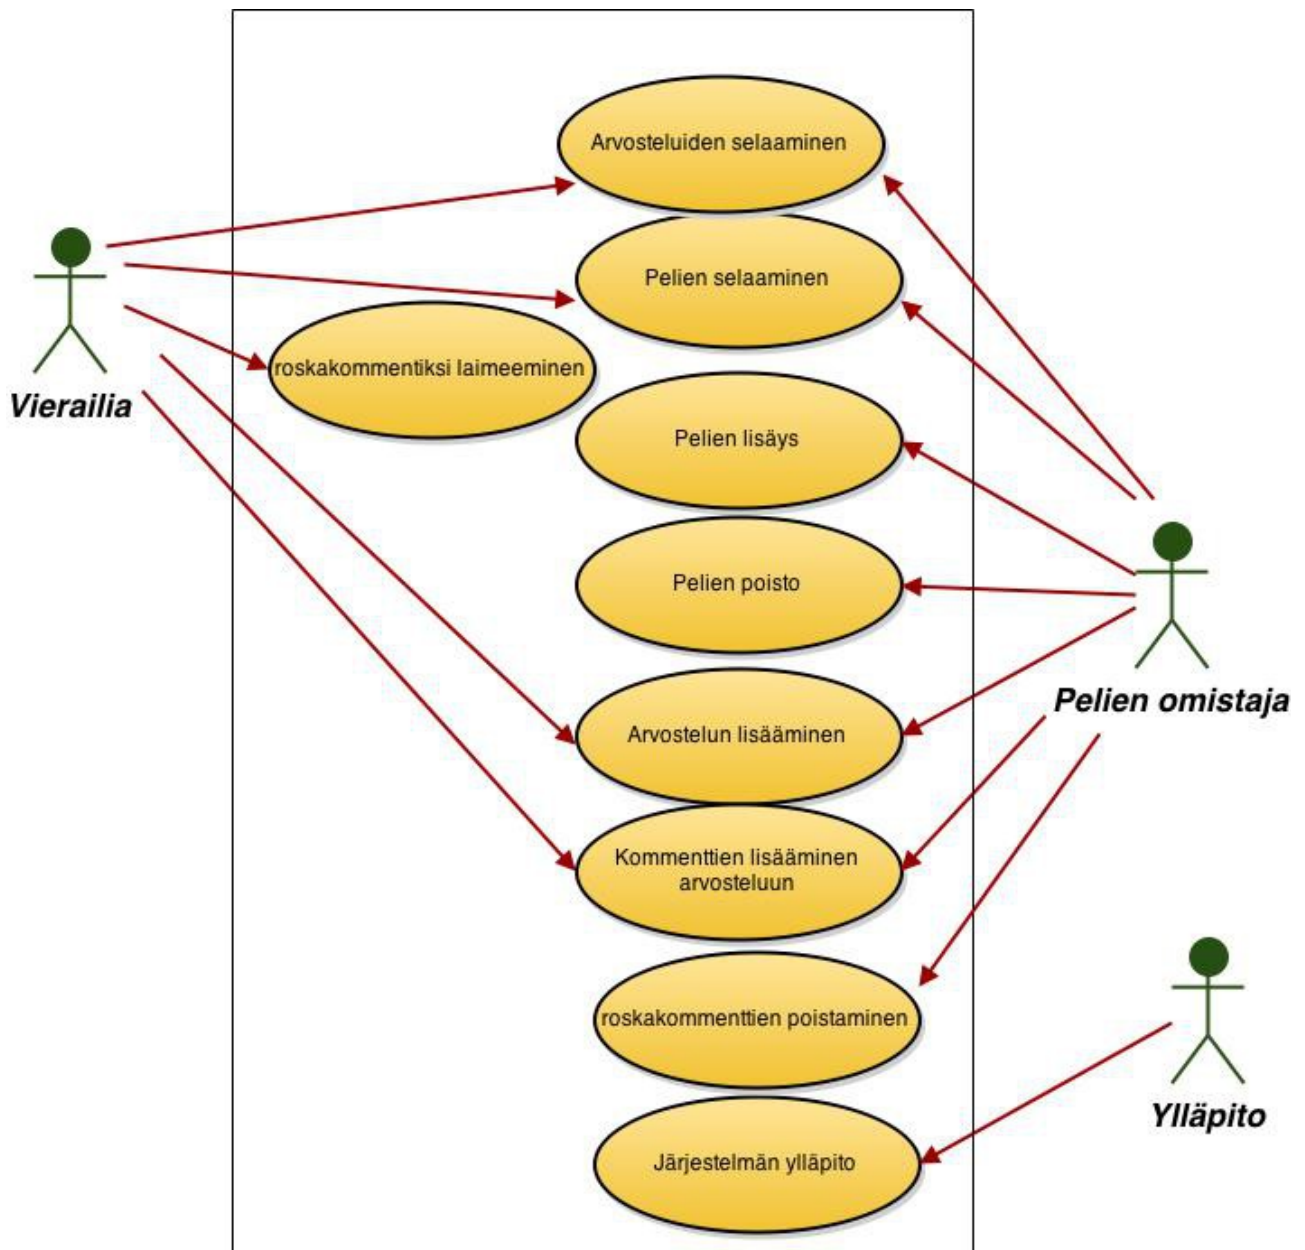 Arvosteluiden selaaminen
Pelien selaaminen
roskakommentiksi laimeeminen
Vierailia
Pelien lisäys
Pelien poisto
Pelien omistaja
Arvostelun lisääminen
Kommenttien lisääminen
arvosteluun
roskakommenttien poistaminen
Ylläpito
Järjestelmän ylläpito